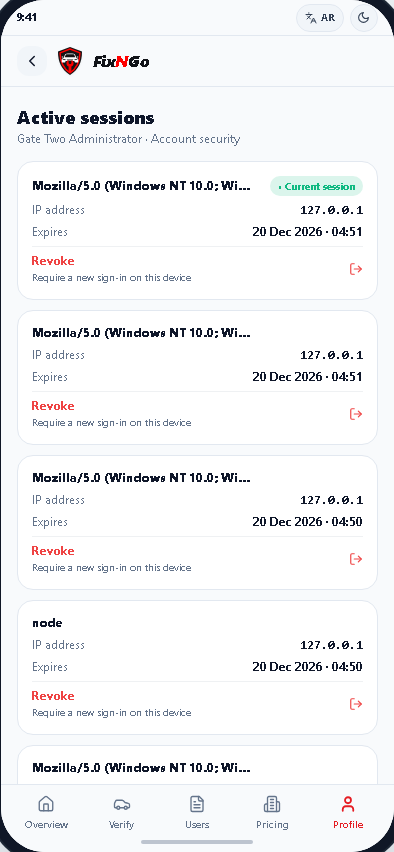 9:41
AR
FixNGo
Active sessions
Gate Two Administrator · Account security
Mozilla/5.0 (Windows NT 10.0; Wi... • Current session
IP address 127.0.0.1
Expires 20 Dec 2026 · 04:51
Revoke
Require a new sign-in on this device
Mozilla/5.0 (Windows NT 10.0; Wi...
IP address 127.0.0.1
Expires 20 Dec 2026 · 04:51
Revoke
Require a new sign-in on this device
Mozilla/5.0 (Windows NT 10.0; Wi...
IP address 127.0.0.1
Expires 20 Dec 2026 · 04:50
Revoke
Require a new sign-in on this device
node
IP address 127.0.0.1
Expires 20 Dec 2026 · 04:50
Revoke
Require a new sign-in on this device
Mozilla/5.0 (Windows NT 10.0; Wi...
Overview Verify Users Pricing Profile